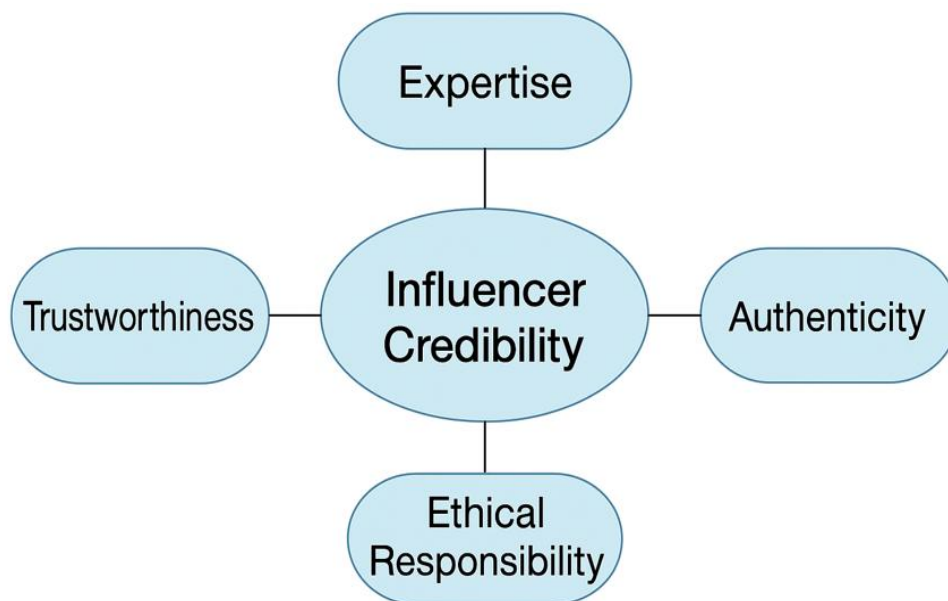 Expertise
Trustworthiness
Influencer
Credibility
Authenticity
Ethical
Responsibility